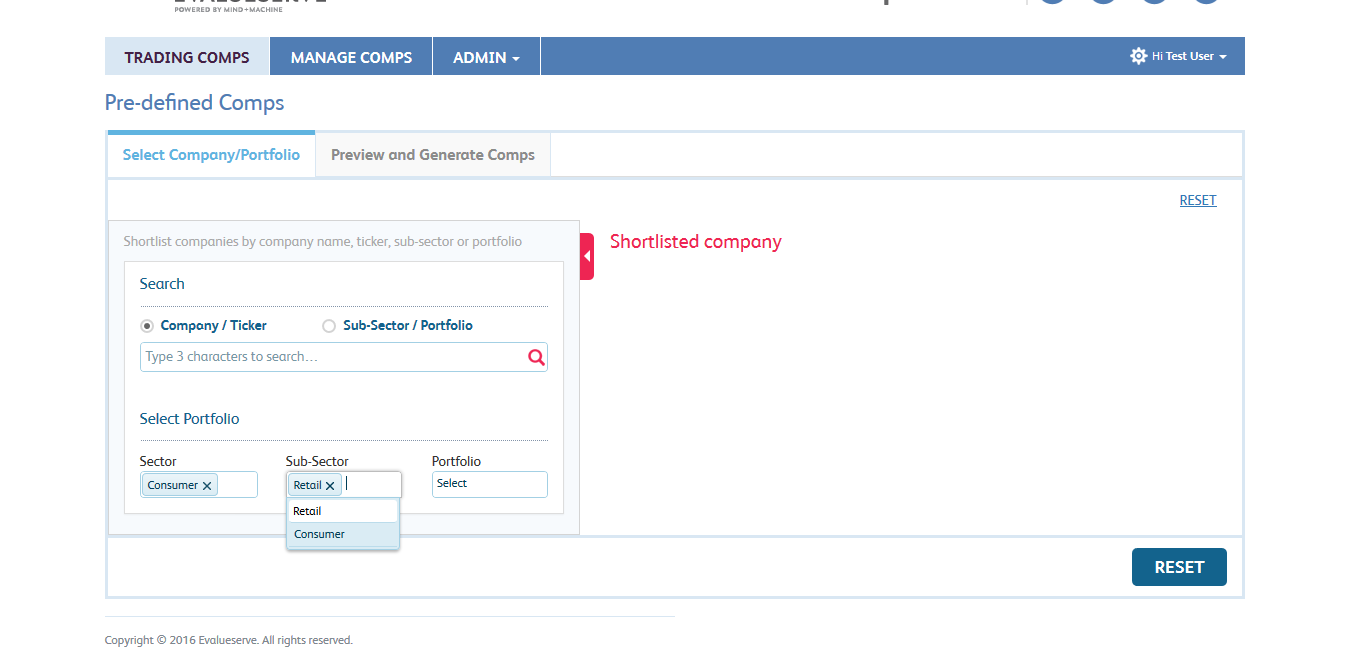 EVALUESERVE
POWERED BY MIND+MACHINE
TRADING COMPS MANAGE COMPS ADMIN Hi Test User
Pre-defined Comps
Select Company/Portfolio Preview and Generate Comps
RESET
Shortlist companies by company name, ticker, sub-sector or portfolio
Shortlisted company
Search
Company / Ticker Sub-Sector / Portfolio
Type 3 characters to search...
Select Portfolio
Sector Sub-Sector Portfolio
Consumer × Retail × Select
Retail
Consumer
RESET
Copyright © 2016 Evalueserve. All rights reserved.